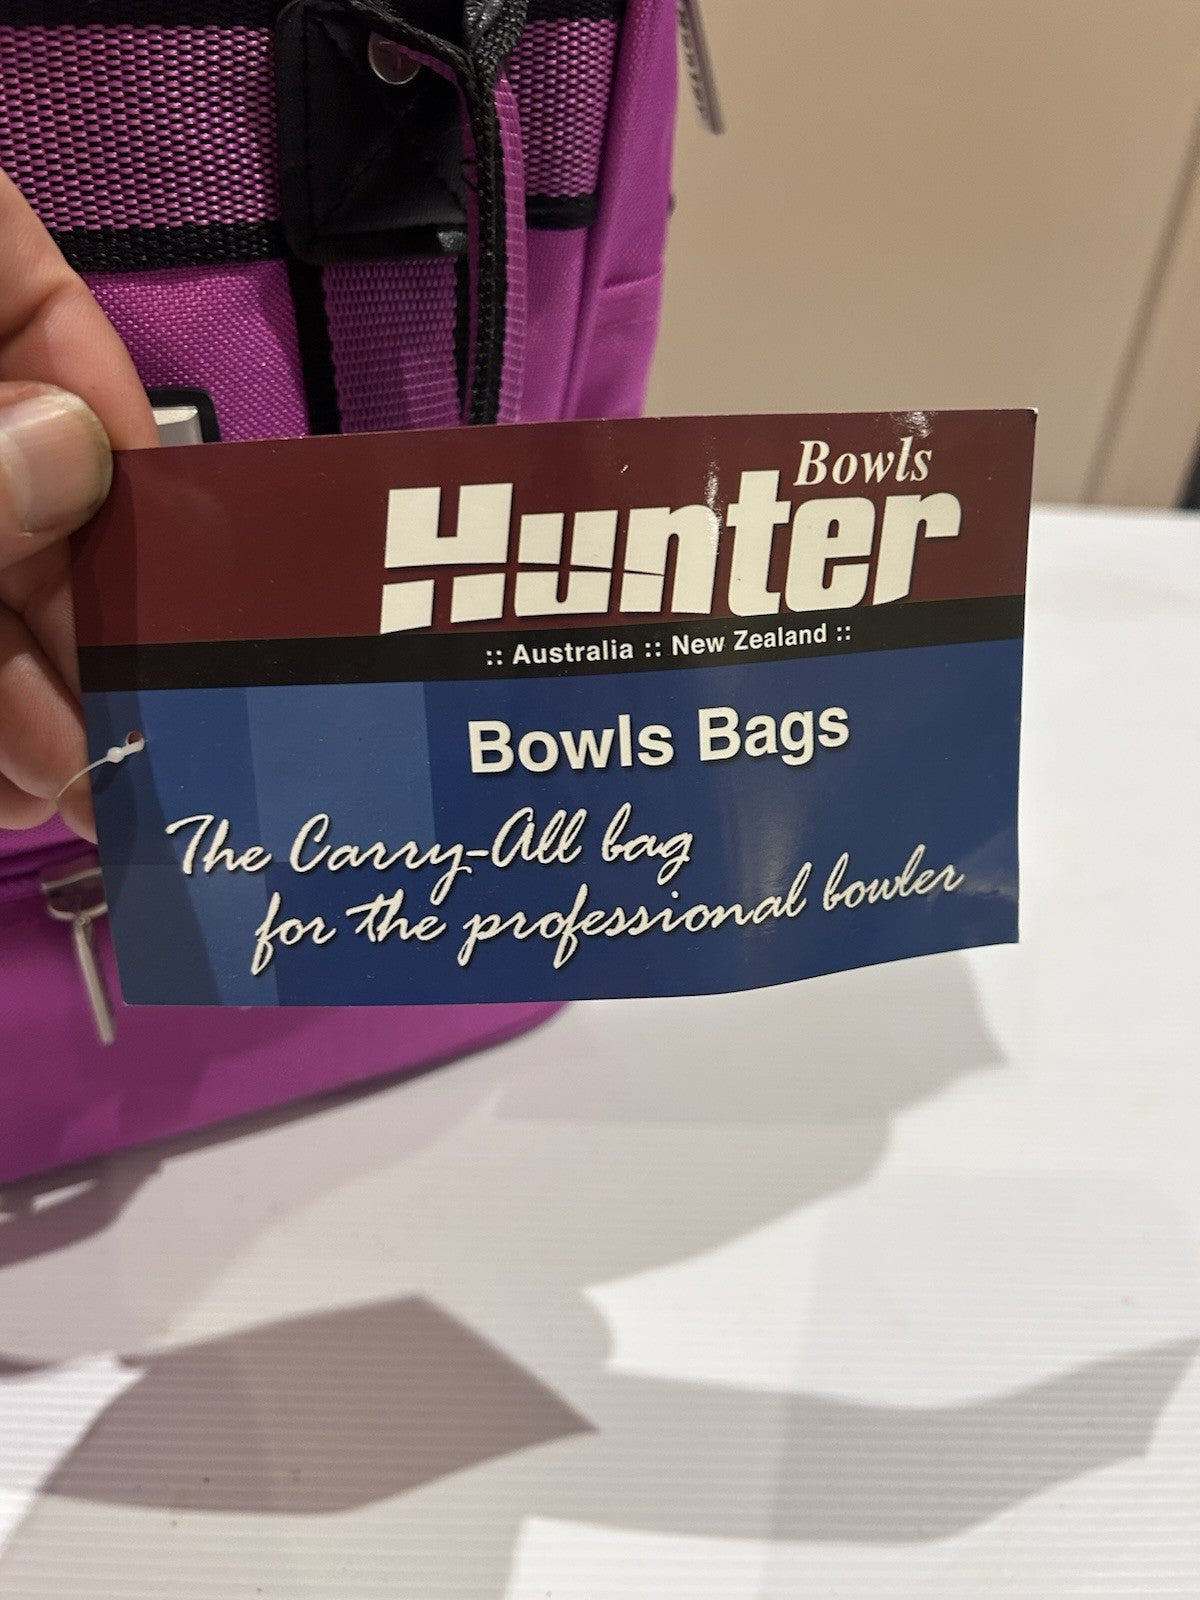 Bowls
Hunter
:: Australia :: New Zealand ::
Bowls Bags
The Carry-All bag
for the professional bowler